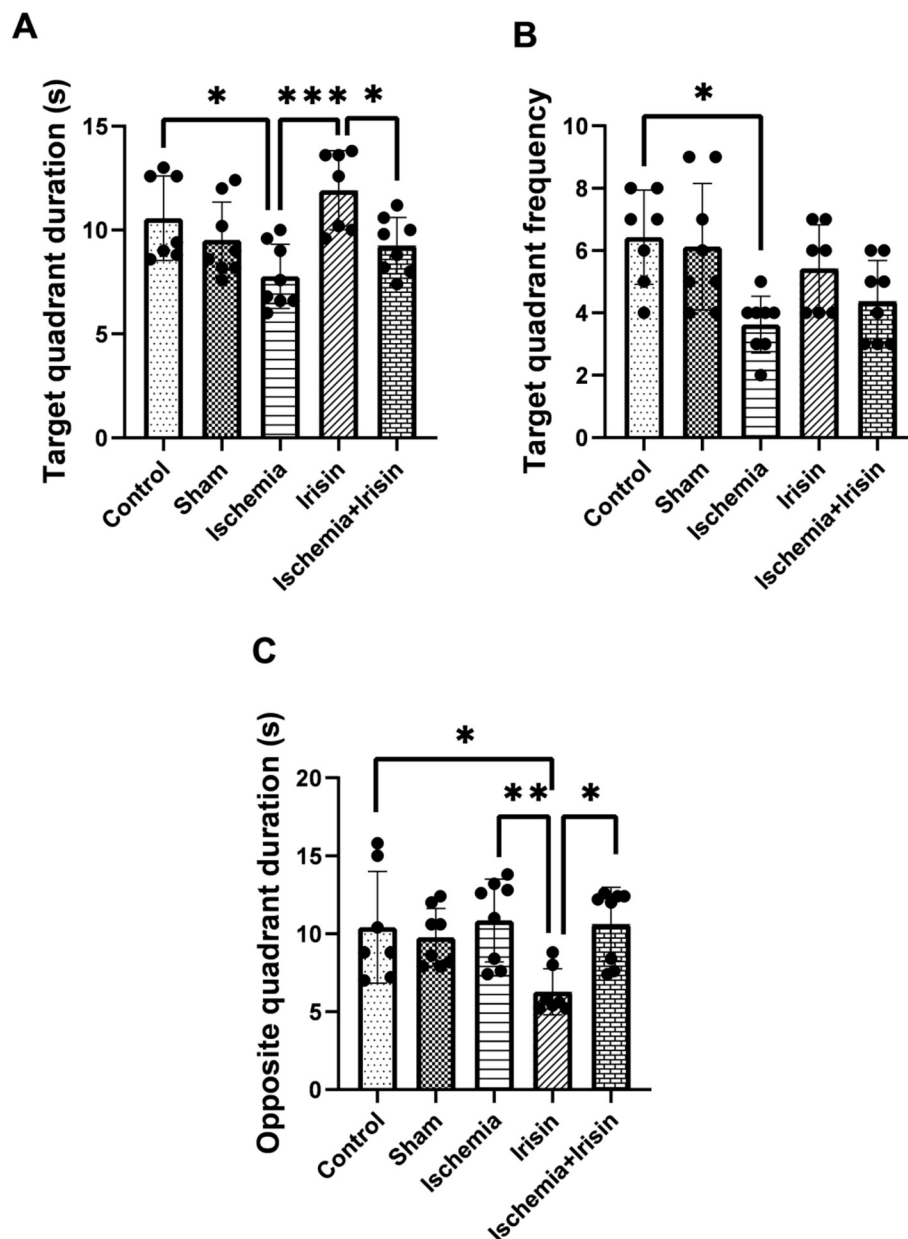 A
Target quadrant duration (s)
15
10
5
0
* *** *
Control
Sham
Ischemia
Irisin
Ischemia+Irisin
B
Target quadrant frequency
10
8
6
4
2
0
*
Control
Sham
Ischemia
Irisin
Ischemia+Irisin
C
Opposite quadrant duration (s)
20
15
10
5
0
*
** *
Control
Sham
Ischemia
Irisin
Ischemia+Irisin